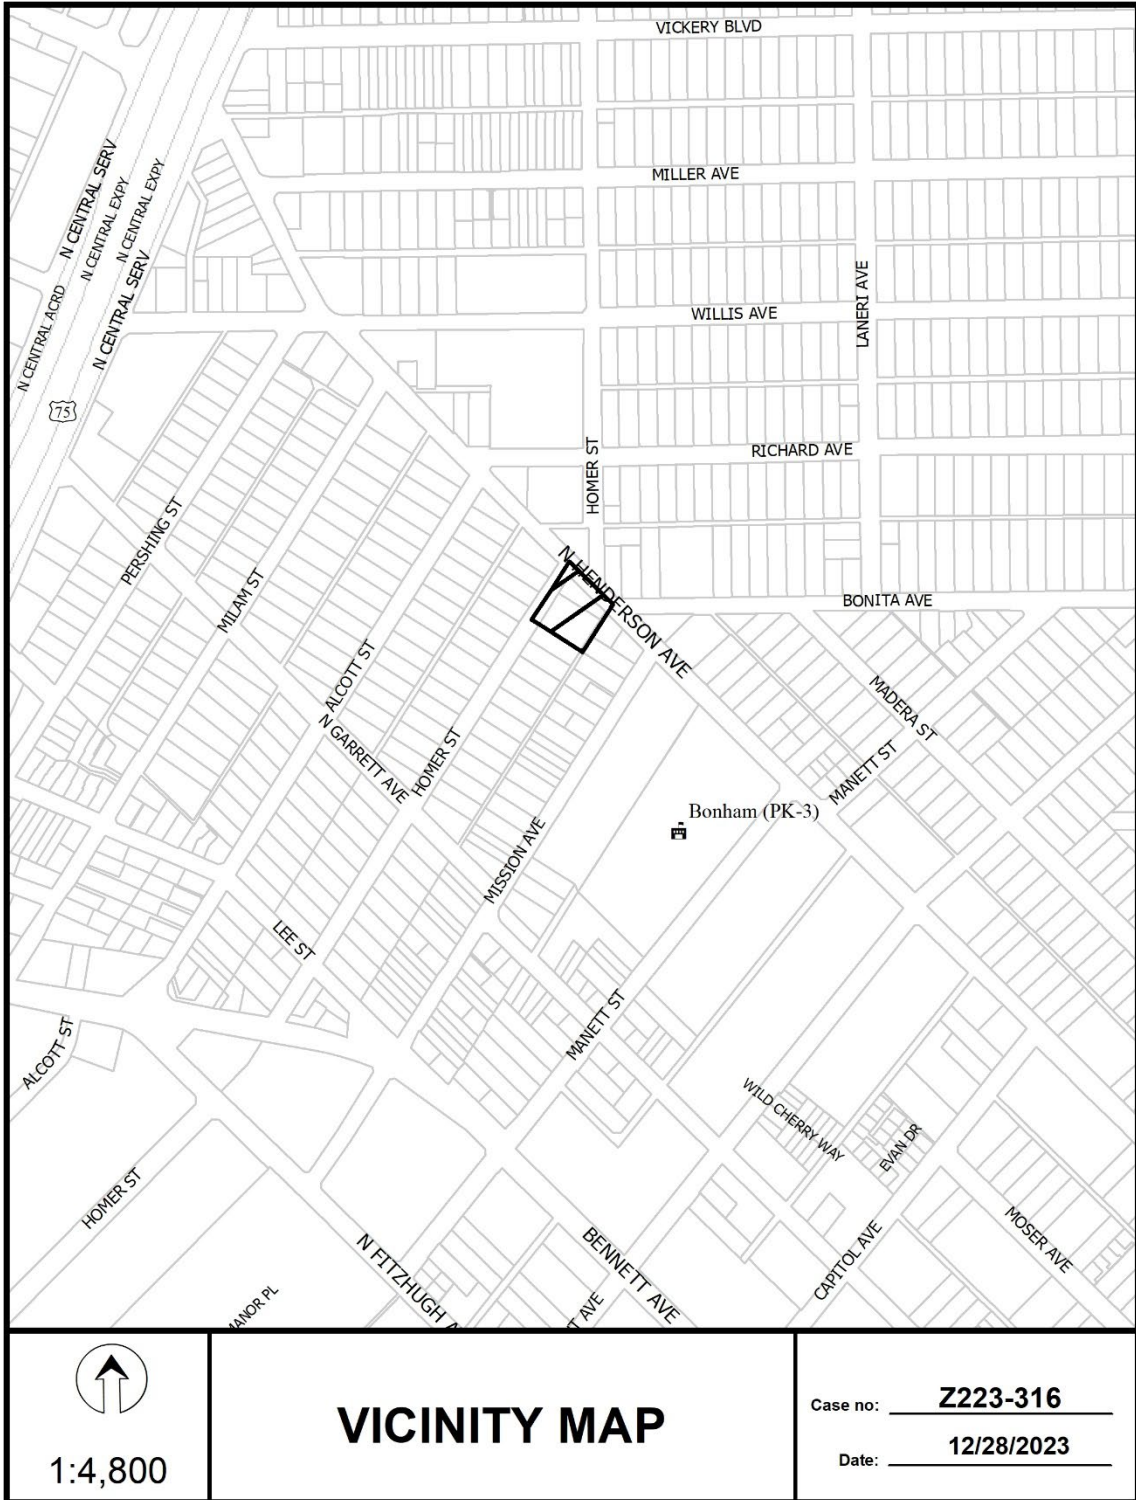 VICKERY BLVD
MILLER AVE
N CENTRAL SERV
N CENTRAL EXPY
N CENTRAL EXPY
N CENTRAL SERV
N CENTRAL ACRD
75
WILLIS AVE
LANERI AVE
RICHARD AVE
HOMER ST
PERSHING ST
MILAM ST
N HENDERSON AVE
BONITA AVE
ALCOTT ST
N GARRETT AVE
HOMER ST
MADERA ST
MANETT ST
Bonham (PK-3)
MISSION AVE
LEE ST
MANETT ST
ALCOTT ST
WILD CHERRY WAY
EVAN DR
HOMER ST
MOSER AVE
CAPITOL AVE
N FITZHUGH A
BENNETT AVE
MANOR PL
T AVE
1:4,800
VICINITY MAP
Case no: Z223-316
Date: 12/28/2023